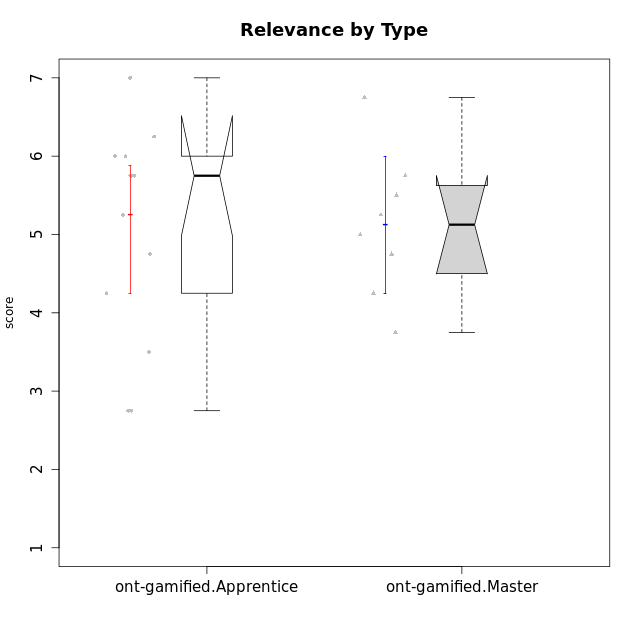 Relevance by Type
7
6
5
4
3
2
1
score
ont-gamified.Apprentice
ont-gamified.Master